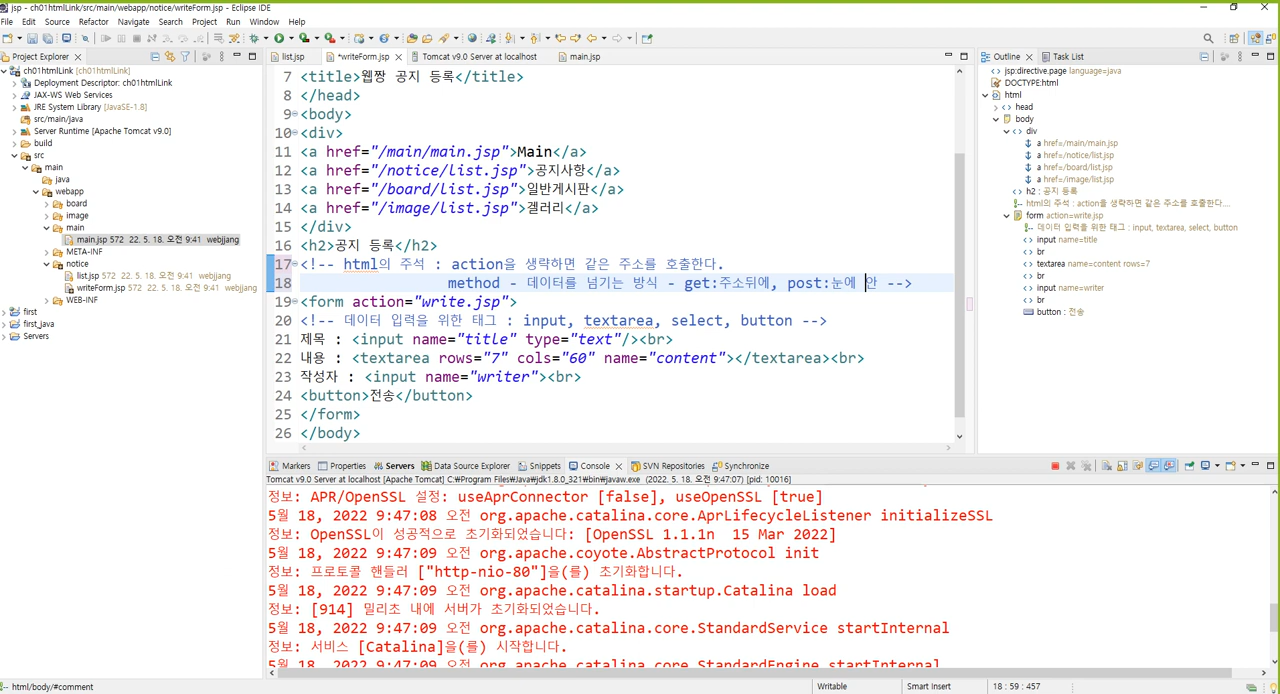 jsp - ch01htmlLink/src/main/webapp/notice/writeForm.jsp - Eclipse IDE
File Edit Source Refactor Navigate Search Project Run Window Help
Project Explorer
ch01htmlLink [ch01htmlLink]
Deployment Descriptor: ch01htmlLink
JAX-WS Web Services
JRE System Library [JavaSE-1.8]
src/main/java
Server Runtime [Apache Tomcat v9.0]
build
src
main
java
webapp
board
image
main
main.jsp 572 22. 5. 18. 오전 9:41 webjjang
META-INF
notice
list.jsp 572 22. 5. 18. 오전 9:41 webjjang
writeForm.jsp 572 22. 5. 18. 오전 9:41 webjjang
WEB-INF
first
first_java
Servers
list.jsp *writeForm.jsp Tomcat v9.0 Server at localhost main.jsp
7 <title>웹짱 공지 등록</title>
8 </head>
9 <body>
10 <div>
11 <a href="/main/main.jsp">Main</a>
12 <a href="/notice/list.jsp">공지사항</a>
13 <a href="/board/list.jsp">일반게시판</a>
14 <a href="/image/list.jsp">겔러리</a>
15 </div>
16 <h2>공지 등록</h2>
17 <!-- html의 주석 : action을 생략하면 같은 주소를 호출한다.
18 method - 데이터를 넘기는 방식 - get:주소뒤에, post:눈에 안 -->
19 <form action="write.jsp">
20 <!-- 데이터 입력을 위한 태그 : input, textarea, select, button -->
21 제목 : <input name="title" type="text"/><br>
22 내용 : <textarea rows="7" cols="60" name="content"></textarea><br>
23 작성자 : <input name="writer"><br>
24 <button>전송</button>
25 </form>
26 </body>
Outline Task List
jsp:directive.page language=java
DOCTYPE:html
html
head
body
div
a href=/main/main.jsp
a href=/notice/list.jsp
a href=/board/list.jsp
a href=/image/list.jsp
h2 : 공지 등록
html의 주석 : action을 생략하면 같은 주소를 호출한다....
form action=write.jsp
데이터 입력을 위한 태그 : input, textarea, select, button
input name=title
br
textarea name=content rows=7
br
input name=writer
br
button : 전송
Markers Properties Servers Data Source Explorer Snippets Console SVN Repositories Synchronize
Tomcat v9.0 Server at localhost [Apache Tomcat] C:₩Program Files₩Java₩jdk1.8.0_321₩bin₩javaw.exe (2022. 5. 18. 오전 9:47:07) [pid: 10016]
정보: APR/OpenSSL 설정: useAprConnector [false], useOpenSSL [true]
5월 18, 2022 9:47:08 오전 org.apache.catalina.core.AprLifecycleListener initializeSSL
정보: OpenSSL이 성공적으로 초기화되었습니다: [OpenSSL 1.1.1n 15 Mar 2022]
5월 18, 2022 9:47:09 오전 org.apache.coyote.AbstractProtocol init
정보: 프로토콜 핸들러 ["http-nio-80"]을(를) 초기화합니다.
5월 18, 2022 9:47:09 오전 org.apache.catalina.startup.Catalina load
정보: [914] 밀리초 내에 서버가 초기화되었습니다.
5월 18, 2022 9:47:09 오전 org.apache.catalina.core.StandardService startInternal
정보: 서비스 [Catalina]을(를) 시작합니다.
5월 18, 2022 9:47:09 오전 org.apache.catalina.core.StandardEngine startInternal
html/body/#comment Writable Smart Insert 18 : 59 : 457